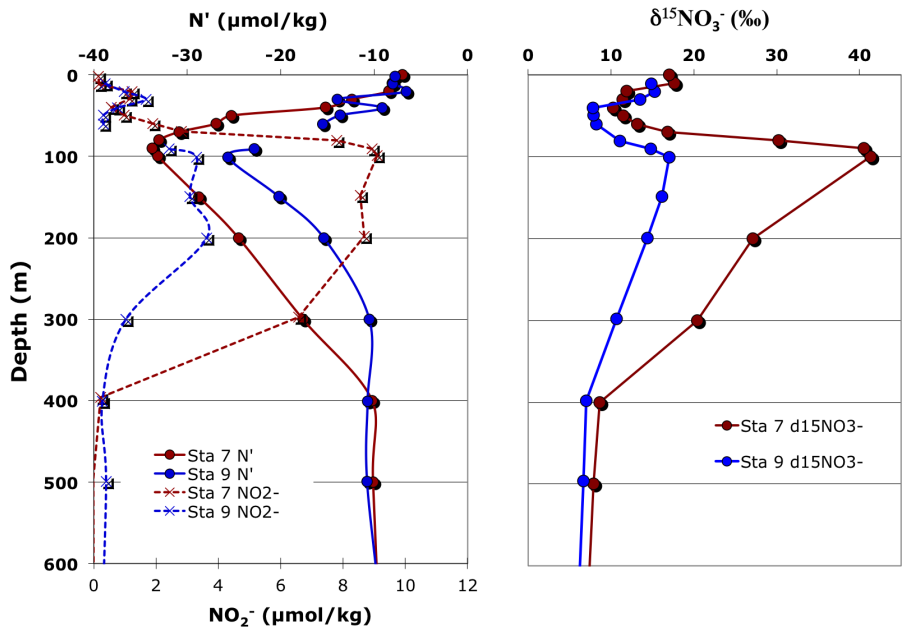 N' (µmol/kg)
-40 -30 -20 -10 0
δ¹⁵NO₃⁻ (‰)
0 10 20 30 40
Depth (m)
0
100
200
300
400
500
600
Sta 7 N'
Sta 9 N'
Sta 7 NO2-
Sta 9 NO2-
Sta 7 d15NO3-
Sta 9 d15NO3-
0 2 4 6 8 10 12
NO₂⁻ (µmol/kg)